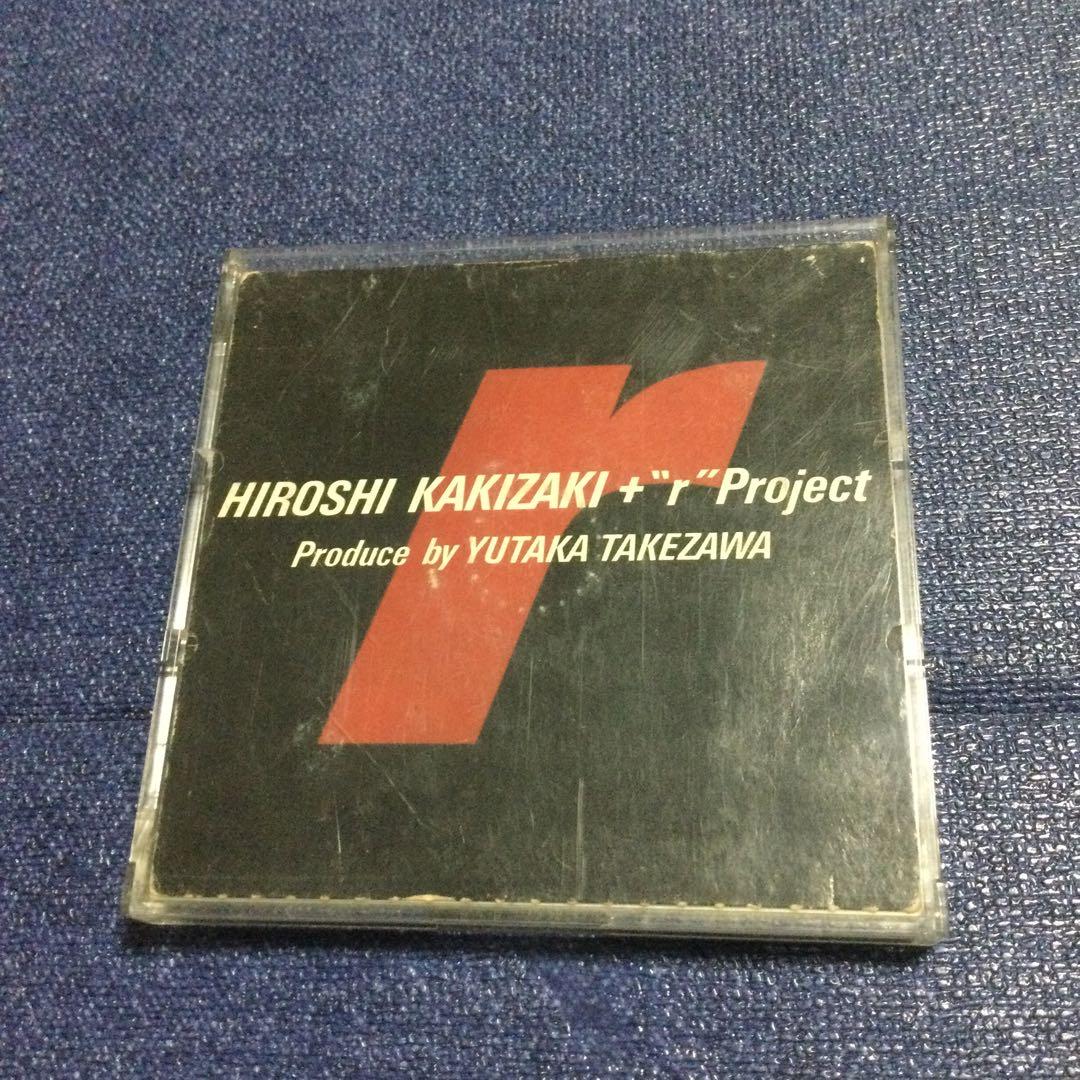 r
HIROSHI KAKIZAKI +“r”Project
Produce by YUTAKA TAKEZAWA